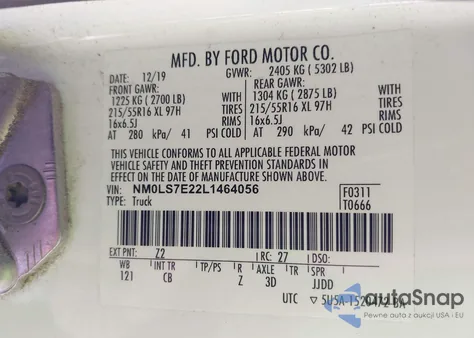 MFD. BY FORD MOTOR CO.
DATE: 12/19 GVWR: 2405 KG ( 5302 LB)
FRONT GAWR: REAR GAWR:
1225 KG ( 2700 LB) WITH 1304 KG ( 2875 LB) WITH
215/55R16 XL 97H TIRES 215/55R16 XL 97H TIRES
16x6.5J RIMS 16x6.5J RIMS
AT 280 kPa/ 41 PSI COLD AT 290 kPa/ 42 PSI COLD
THIS VEHICLE CONFORMS TO ALL APPLICABLE FEDERAL MOTOR
VEHICLE SAFETY AND THEFT PREVENTION STANDARDS IN
EFFECT ON THE DATE OF MANUFACTURE SHOWN ABOVE.
VIN: NM0LS7E22L1464056 F0311
TYPE: Truck T0666
EXT PNT: Z2 RC: 27 DSO:
WB INT TR TP/PS R AXLE TR SPR
121 CB Z 3D JJDD
UTC
autoSnap
Pewne auta z aukcji USA i EU